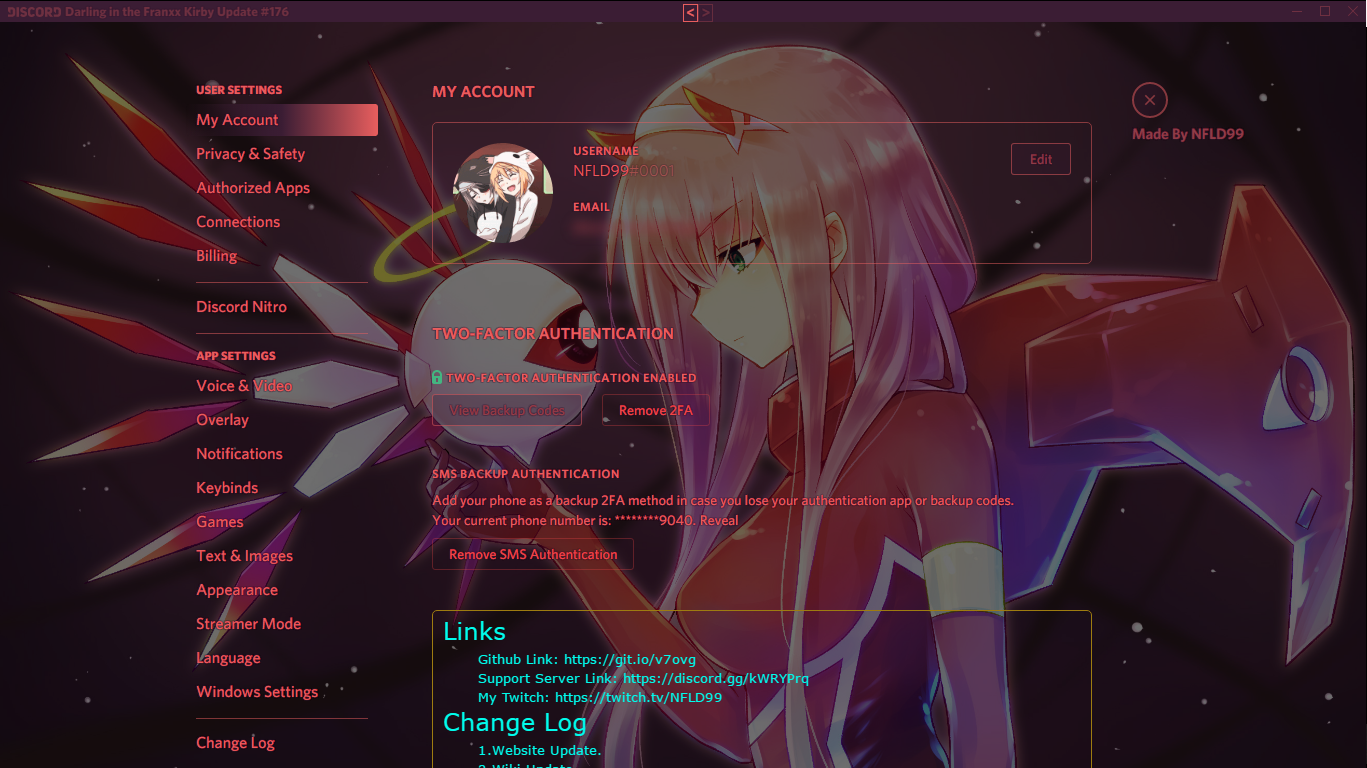 DISCORD Darling in the Franxx Kirby Update #176
< >
USER SETTINGS
My Account
Privacy & Safety
Authorized Apps
Connections
Billing
Discord Nitro
APP SETTINGS
Voice & Video
Overlay
Notifications
Keybinds
Games
Text & Images
Appearance
Streamer Mode
Language
Windows Settings
Change Log
MY ACCOUNT
USERNAME
NFLD99#0001
EMAIL
Edit
Made By NFLD99
TWO-FACTOR AUTHENTICATION
TWO-FACTOR AUTHENTICATION ENABLED
View Backup Codes
Remove 2FA
SMS BACKUP AUTHENTICATION
Add your phone as a backup 2FA method in case you lose your authentication app or backup codes.
Your current phone number is: ********9040. Reveal
Remove SMS Authentication
Links
Github Link: https://git.io/v7ovg
Support Server Link: https://discord.gg/kWRYPrq
My Twitch: https://twitch.tv/NFLD99
Change Log
1.Website Update.
2.Wiki Update